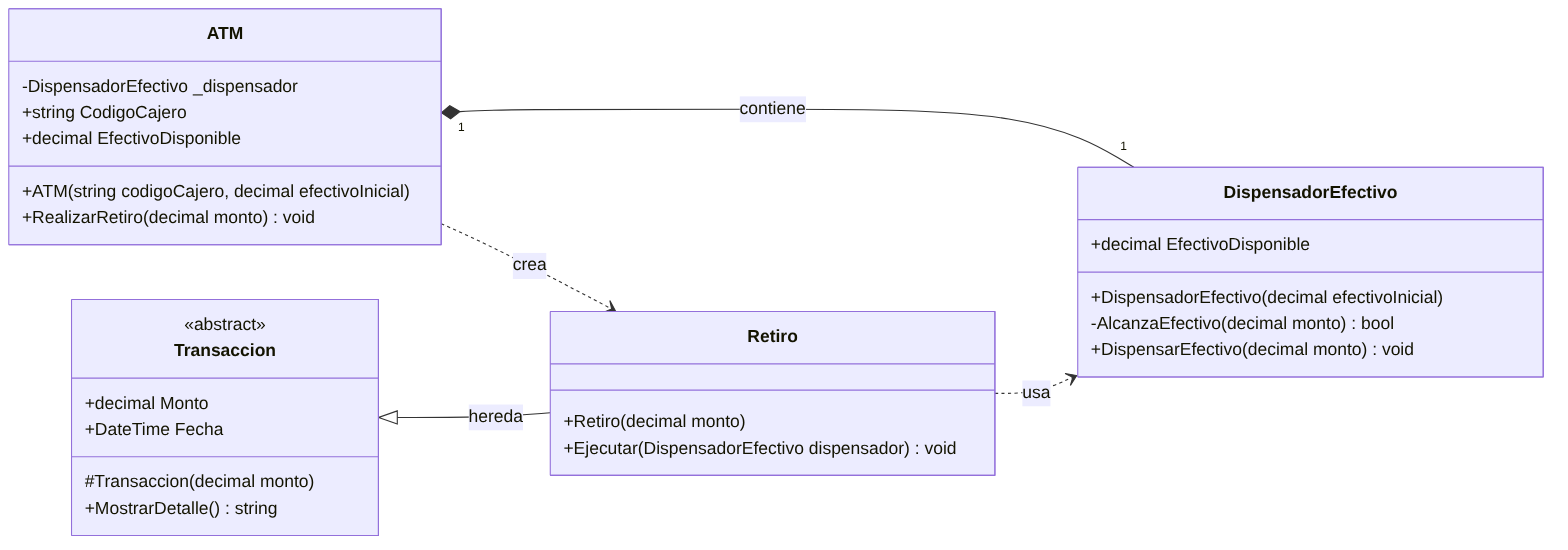 ATM
-DispensadorEfectivo _dispensador
+string CodigoCajero
+decimal EfectivoDisponible
+ATM(string codigoCajero, decimal efectivoInicial)
+RealizarRetiro(decimal monto) : void
1
contiene
1
DispensadorEfectivo
+decimal EfectivoDisponible
+DispensadorEfectivo(decimal efectivoInicial)
-AlcanzaEfectivo(decimal monto) : bool
+DispensarEfectivo(decimal monto) : void
crea
«abstract»
Transaccion
+decimal Monto
+DateTime Fecha
#Transaccion(decimal monto)
+MostrarDetalle() : string
hereda
Retiro
+Retiro(decimal monto)
+Ejecutar(DispensadorEfectivo dispensador) : void
usa